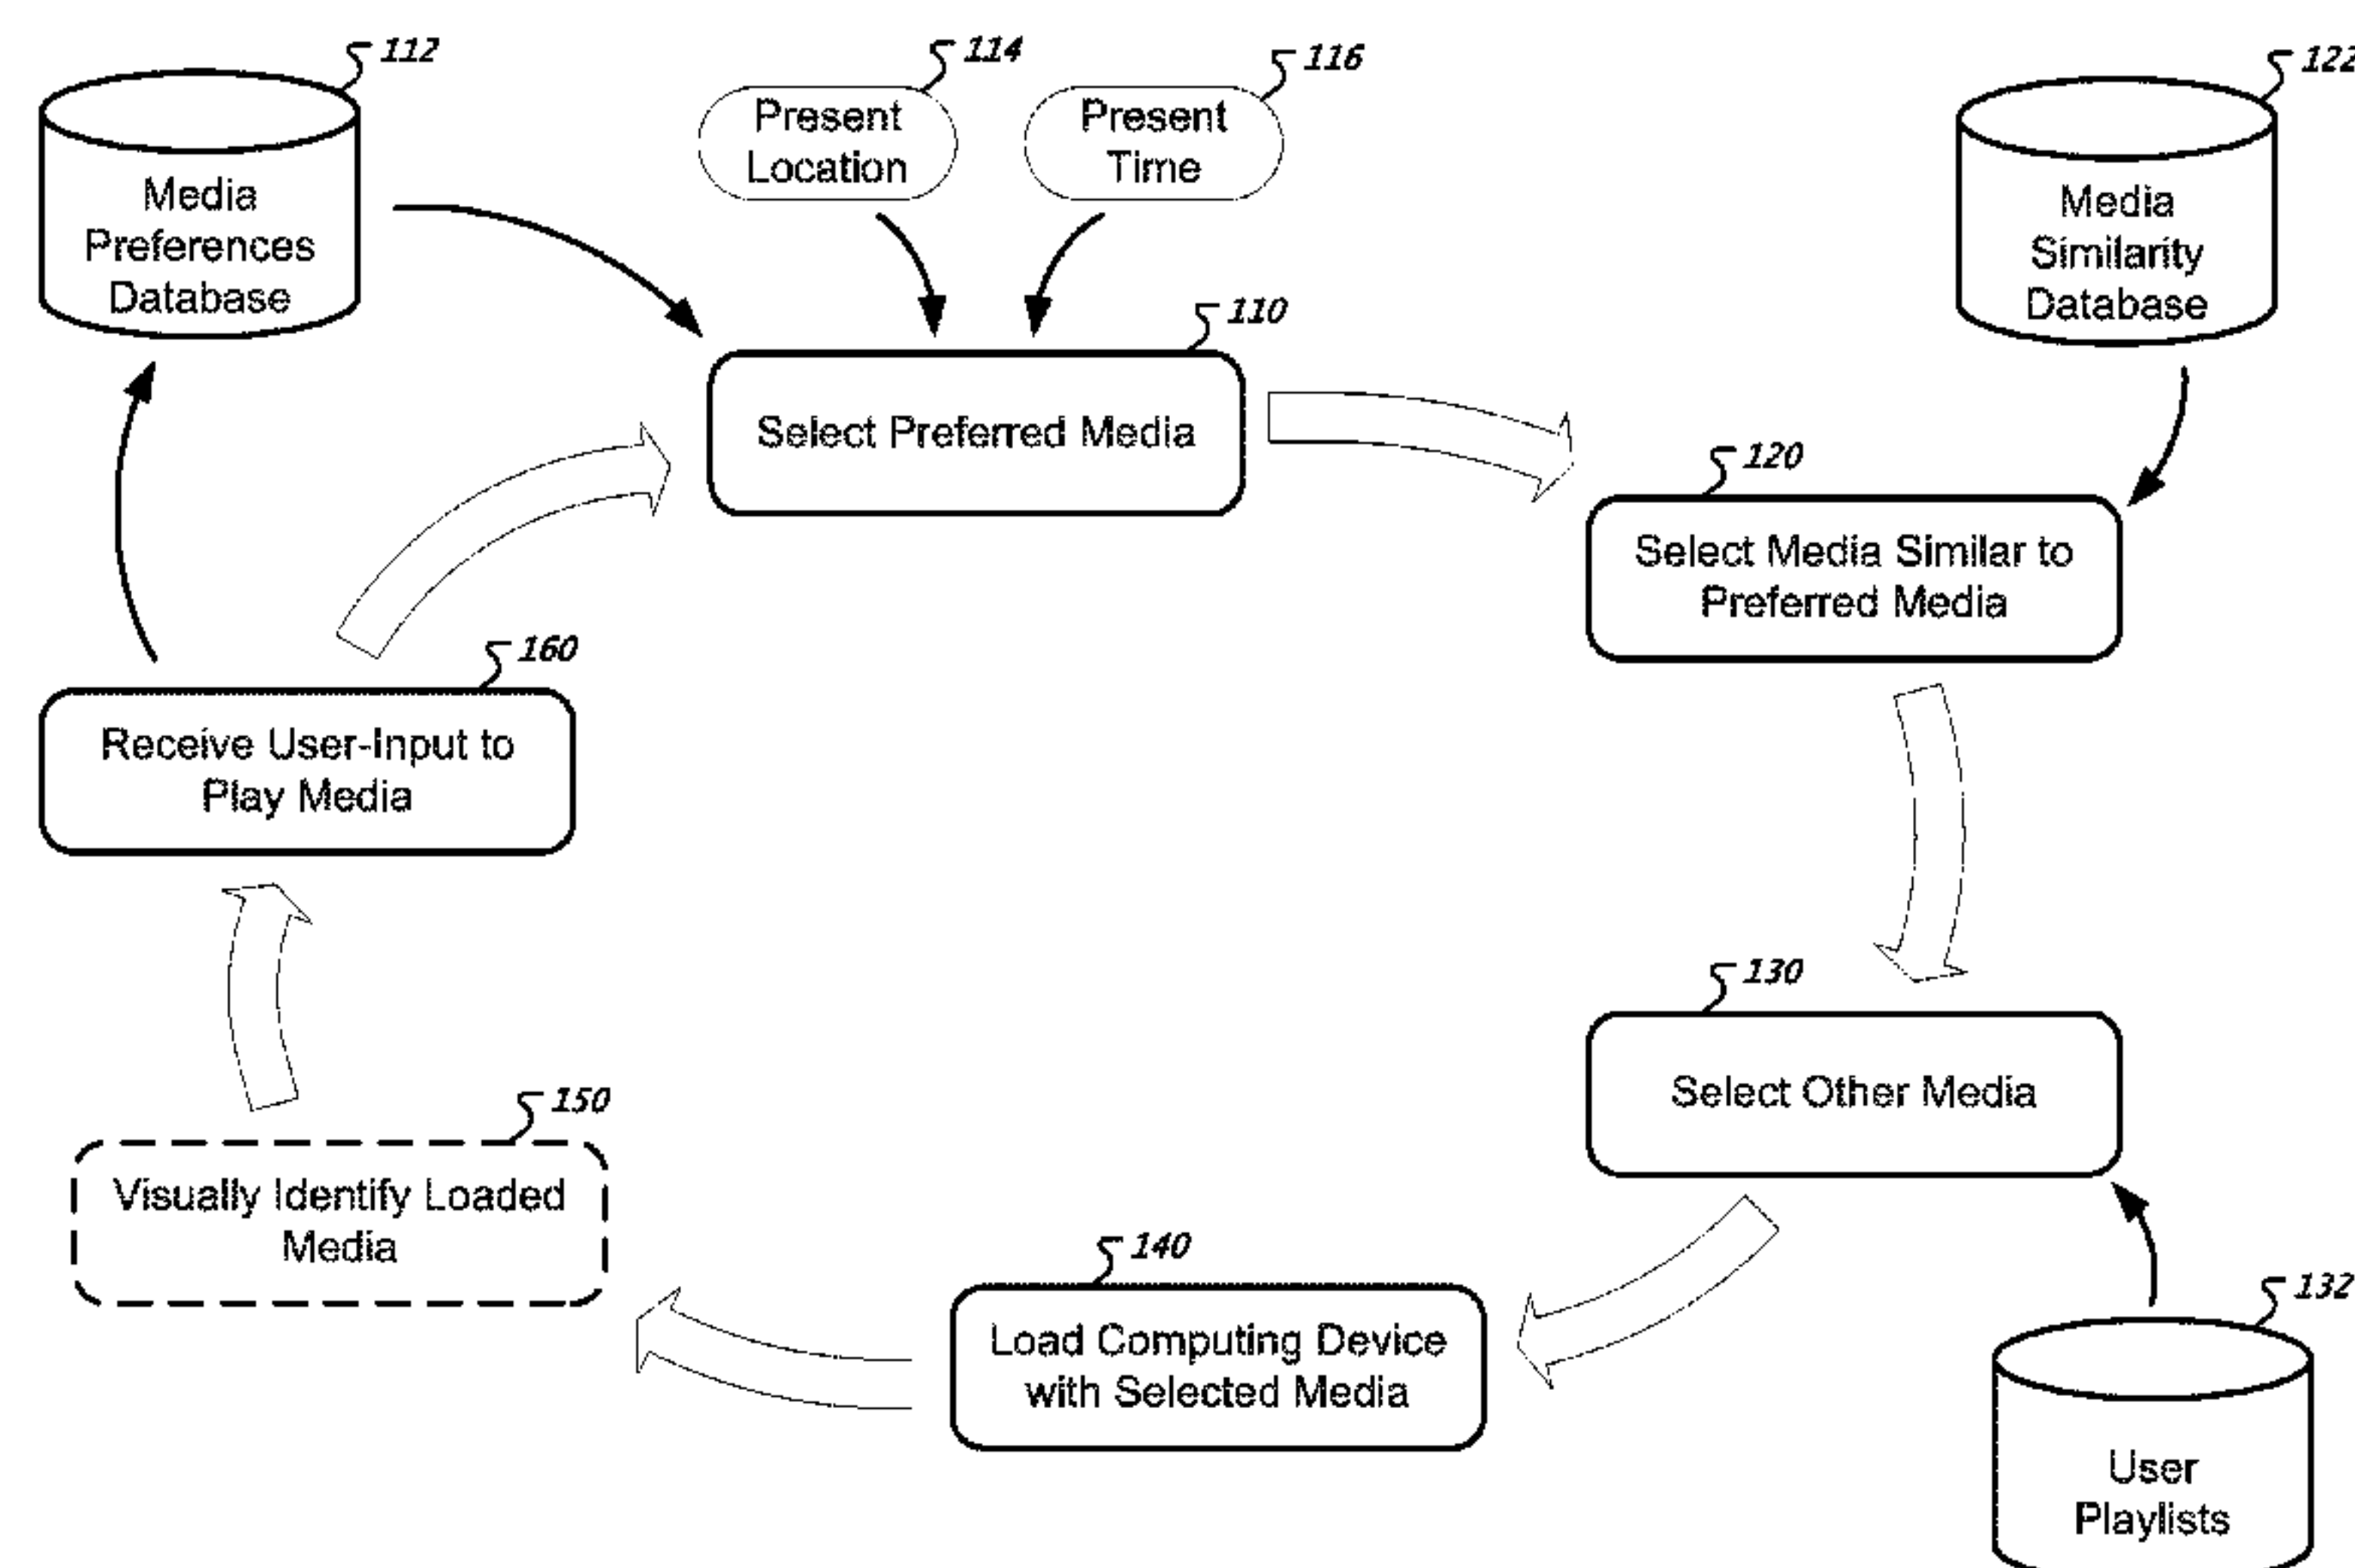 112
114
116
122
Media
Preferences
Database
Present
Location
Present
Time
Media
Similarity
Database
110
Select Preferred Media
120
Select Media Similar to
Preferred Media
160
Receive User-Input to
Play Media
130
Select Other Media
150
Visually Identify Loaded
Media
140
Load Computing Device
with Selected Media
132
User
Playlists